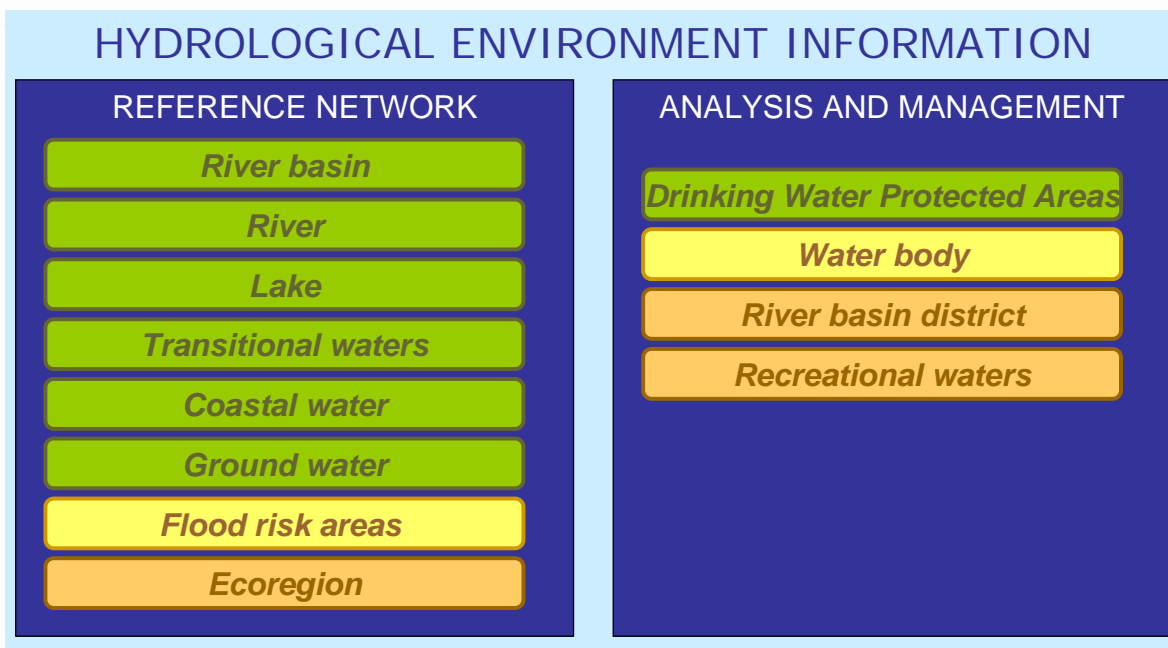 HYDROLOGICAL ENVIRONMENT INFORMATION
REFERENCE NETWORK
River basin
River
Lake
Transitional waters
Coastal water
Ground water
Flood risk areas
Ecoregion
ANALYSIS AND MANAGEMENT
Drinking Water Protected Areas
Water body
River basin district
Recreational waters